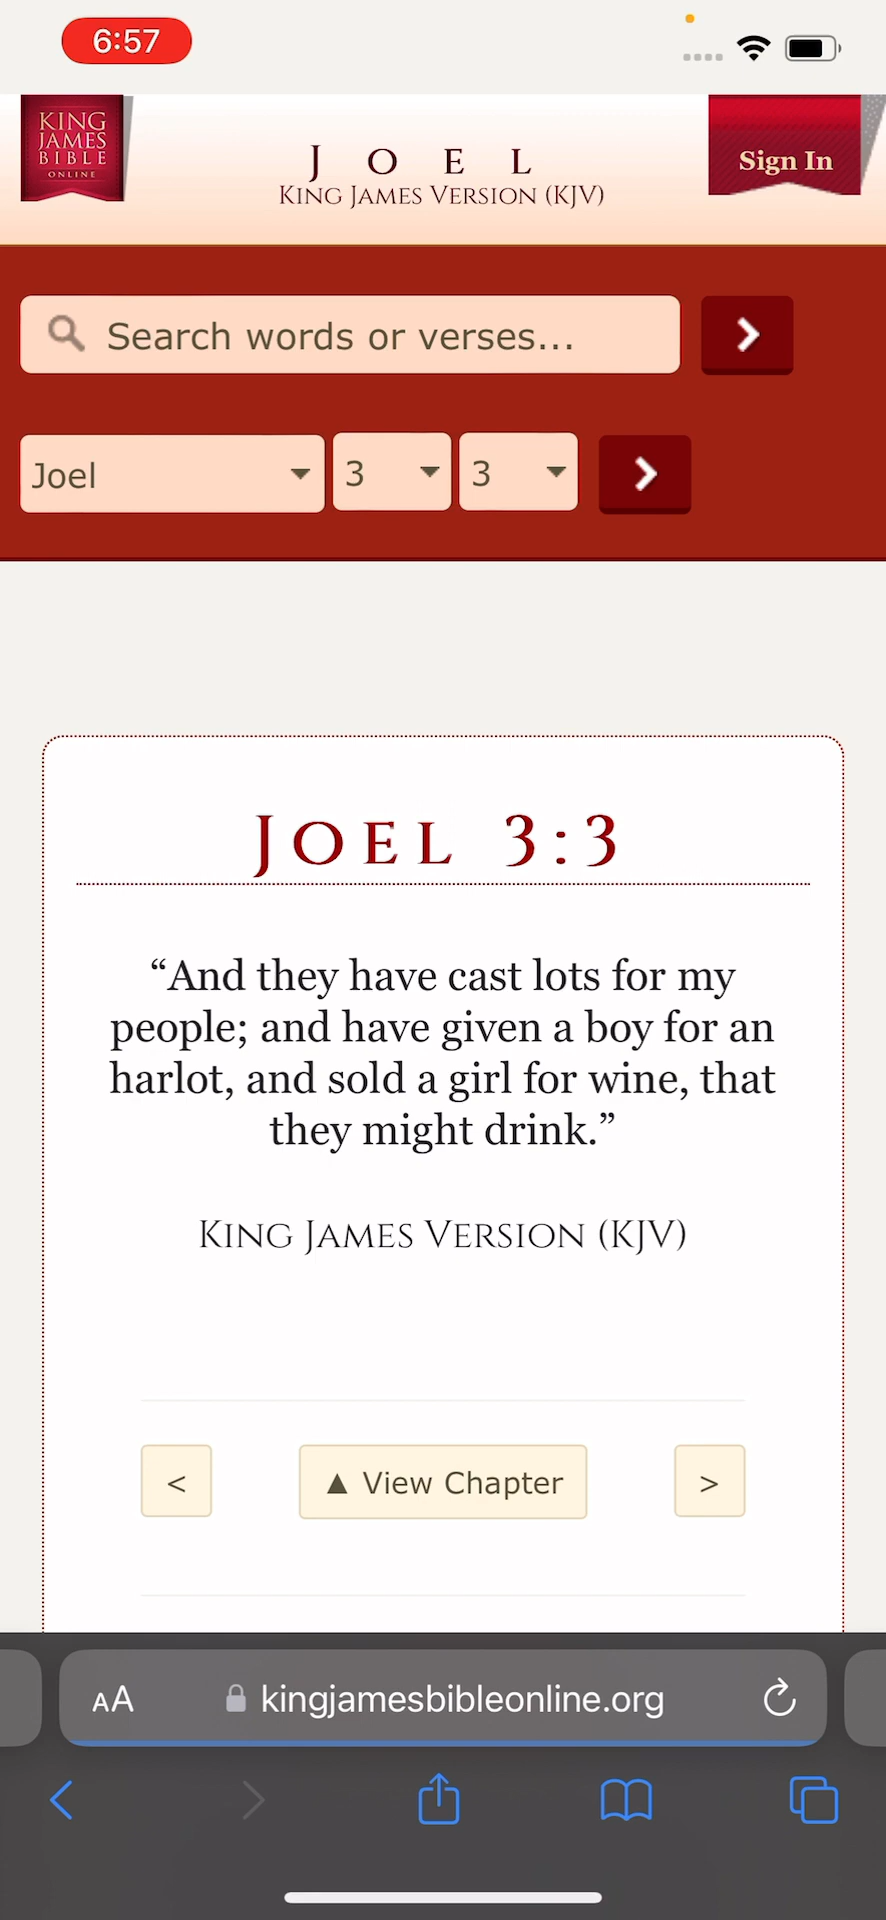 6:57
KING
JAMES
BIBLE
ONLINE
JOEL
KING JAMES VERSION (KJV)
Sign In
Search words or verses...
Joel
3
3
JOEL 3:3
“And they have cast lots for my
people; and have given a boy for an
harlot, and sold a girl for wine, that
they might drink.”
KING JAMES VERSION (KJV)
<
▲ View Chapter
>
AA
kingjamesbibleonline.org